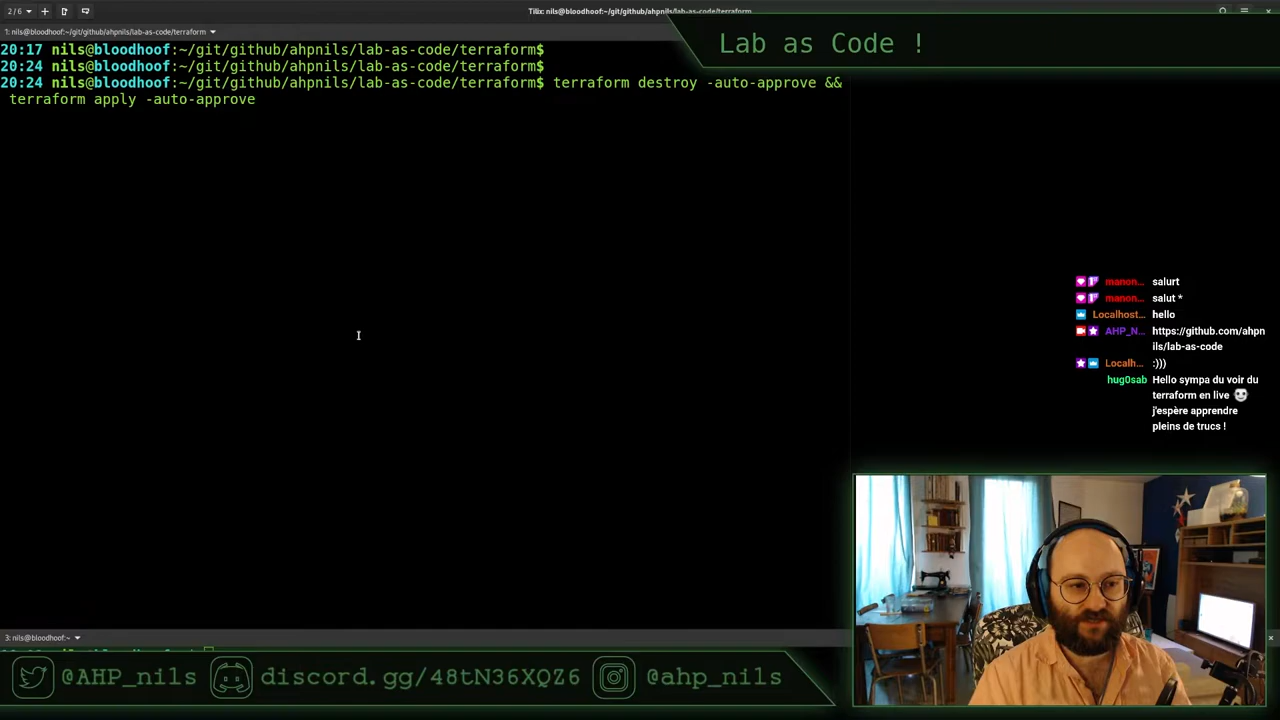 2/6
Tilix: nils@bloodhoof:~/git/github/ahpnils/lab-as-code/terraform
1: nils@bloodhoof:~/git/github/ahpnils/lab-as-code/terraform
Lab as Code !
20:17 nils@bloodhoof:~/git/github/ahpnils/lab-as-code/terraform$
20:24 nils@bloodhoof:~/git/github/ahpnils/lab-as-code/terraform$
20:24 nils@bloodhoof:~/git/github/ahpnils/lab-as-code/terraform$ terraform destroy -auto-approve &&
terraform apply -auto-approve
manon... salurt
manon... salut *
Localhost... hello
AHP_N... https://github.com/ahpn
ils/lab-as-code
Localh... :)))
hug0sab Hello sympa du voir du
terraform en live
j'espère apprendre
pleins de trucs !
3: nils@bloodhoof:~
@AHP_nils discord.gg/48tN36XQZ6 @ahp_nils